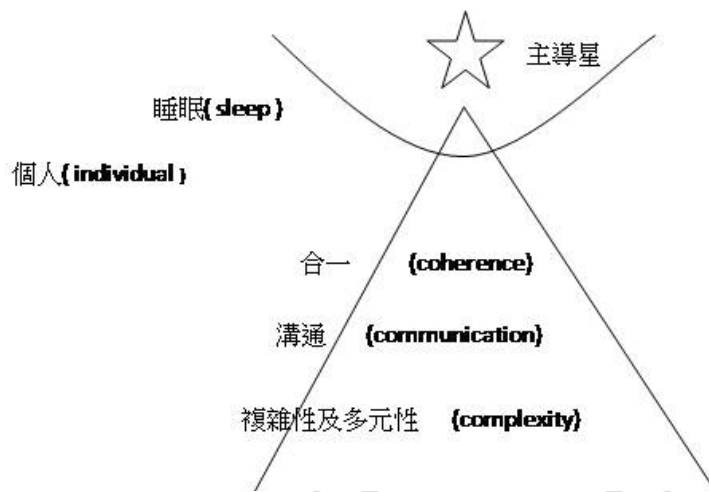 主導星
睡眠(sleep)
個人(individual)
合一 (coherence)
溝通 (communication)
複雜性及多元性 (complexity)